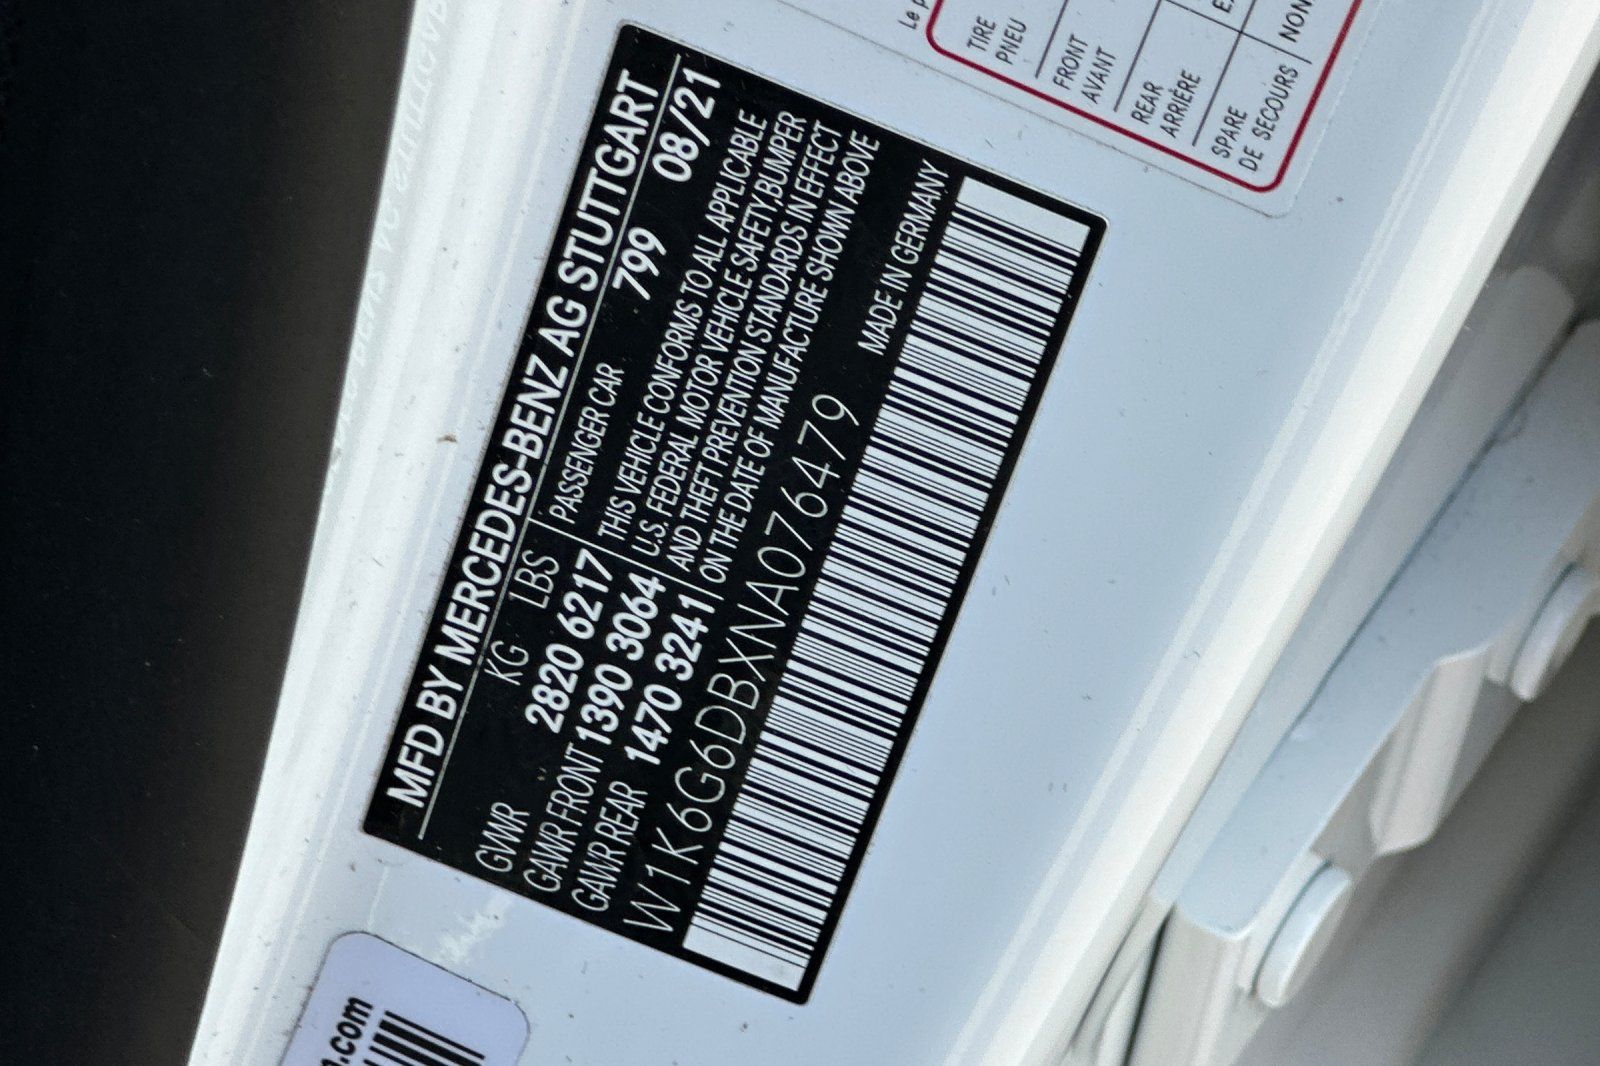 MFD BY MERCEDES-BENZ AG STUTTGART
KG LBS PASSENGER CAR 799 08/21
GVWR 2820 6217 THIS VEHICLE CONFORMS TO ALL APPLICABLE
GAWR FRONT 1390 3064 U.S. FEDERAL MOTOR VEHICLE SAFETY,BUMPER
GAWR REAR 1470 3241 AND THEFT PREVENTION STANDARDS IN EFFECT
ON THE DATE OF MANUFACTURE SHOWN ABOVE
W1K6G6DBXNA076479 MADE IN GERMANY
Le
TIRE
PNEU
FRONT
AVANT
REAR
ARRIÈRE
SPARE
DE SECOURS
NON
.com